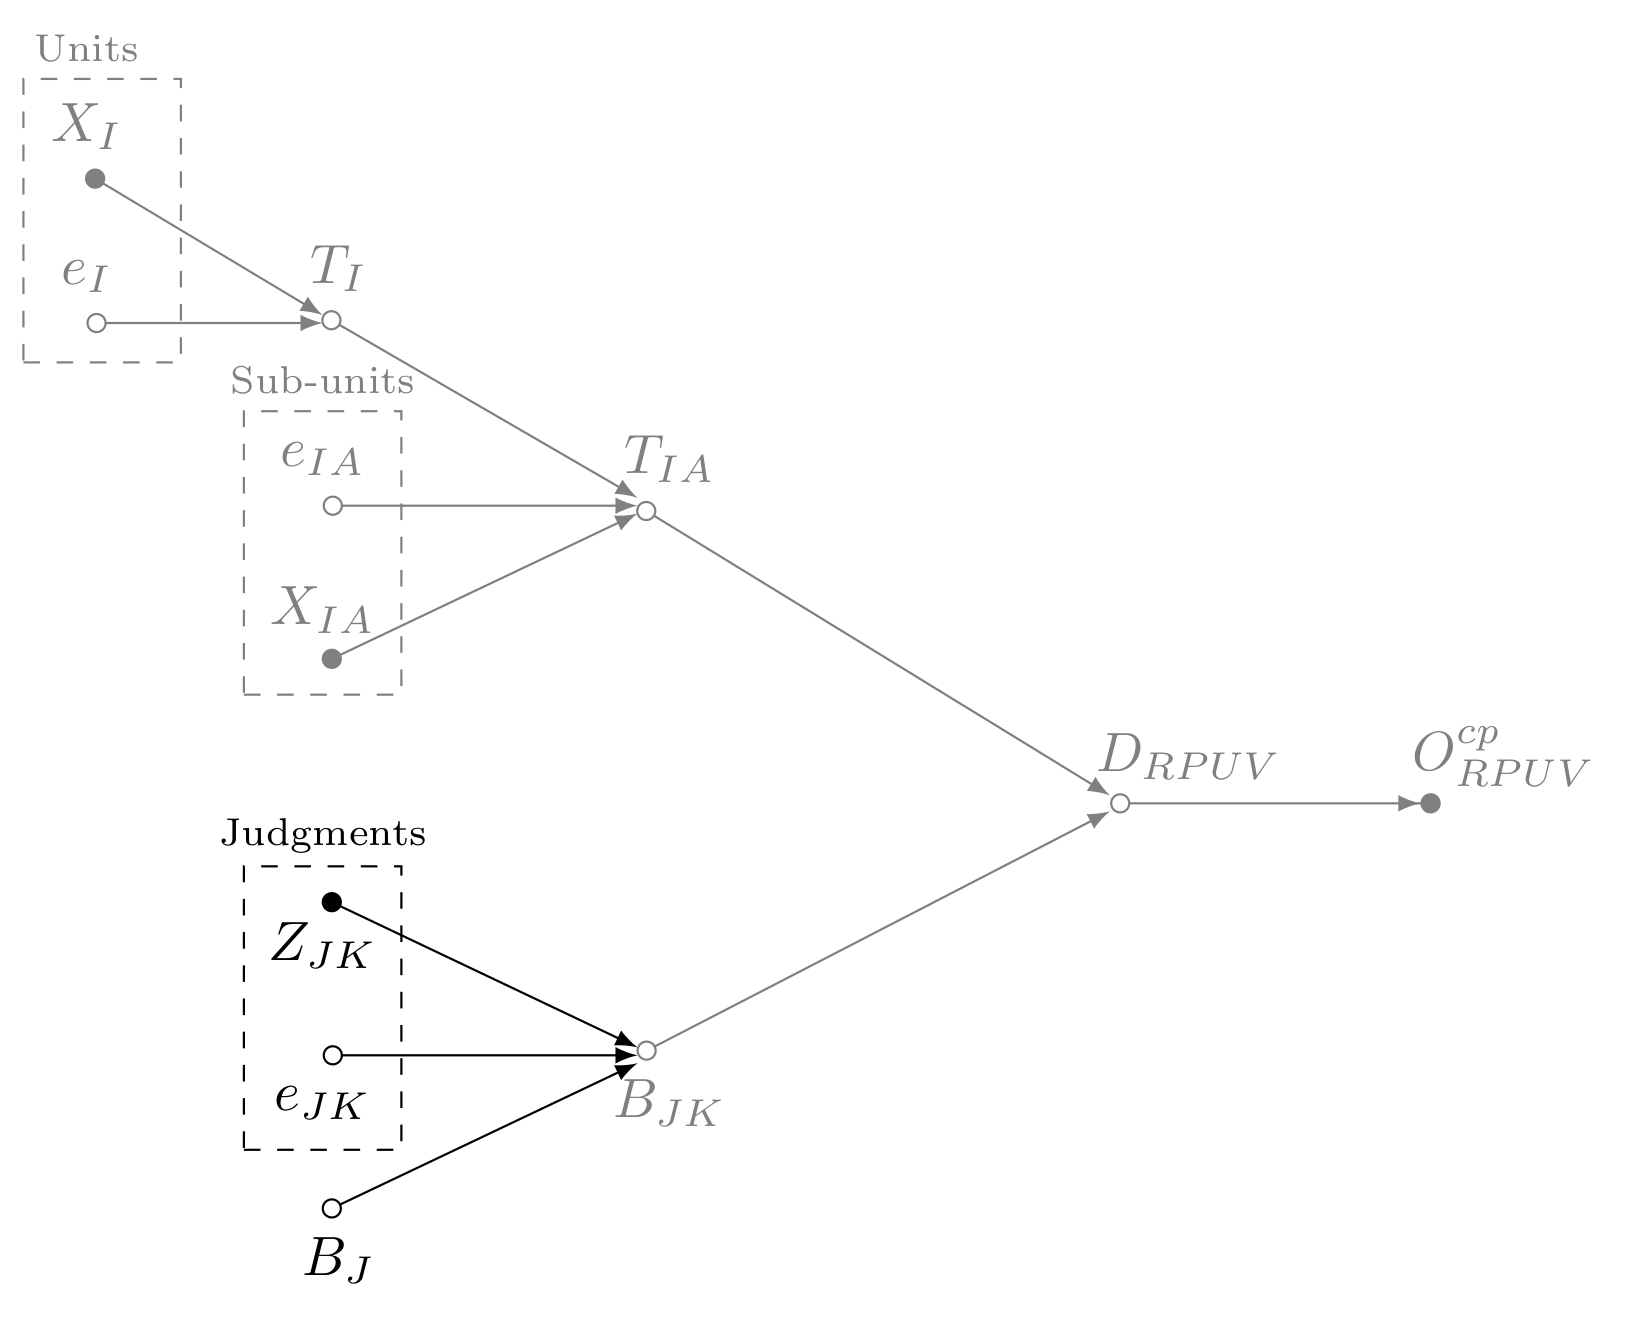 Units
X_I
e_I
T_I
Sub-units
e_{IA}
T_{IA}
X_{IA}
D_{RPUV}
O^{cp}_{RPUV}
Judgments
Z_{JK}
e_{JK}
B_{JK}
B_J